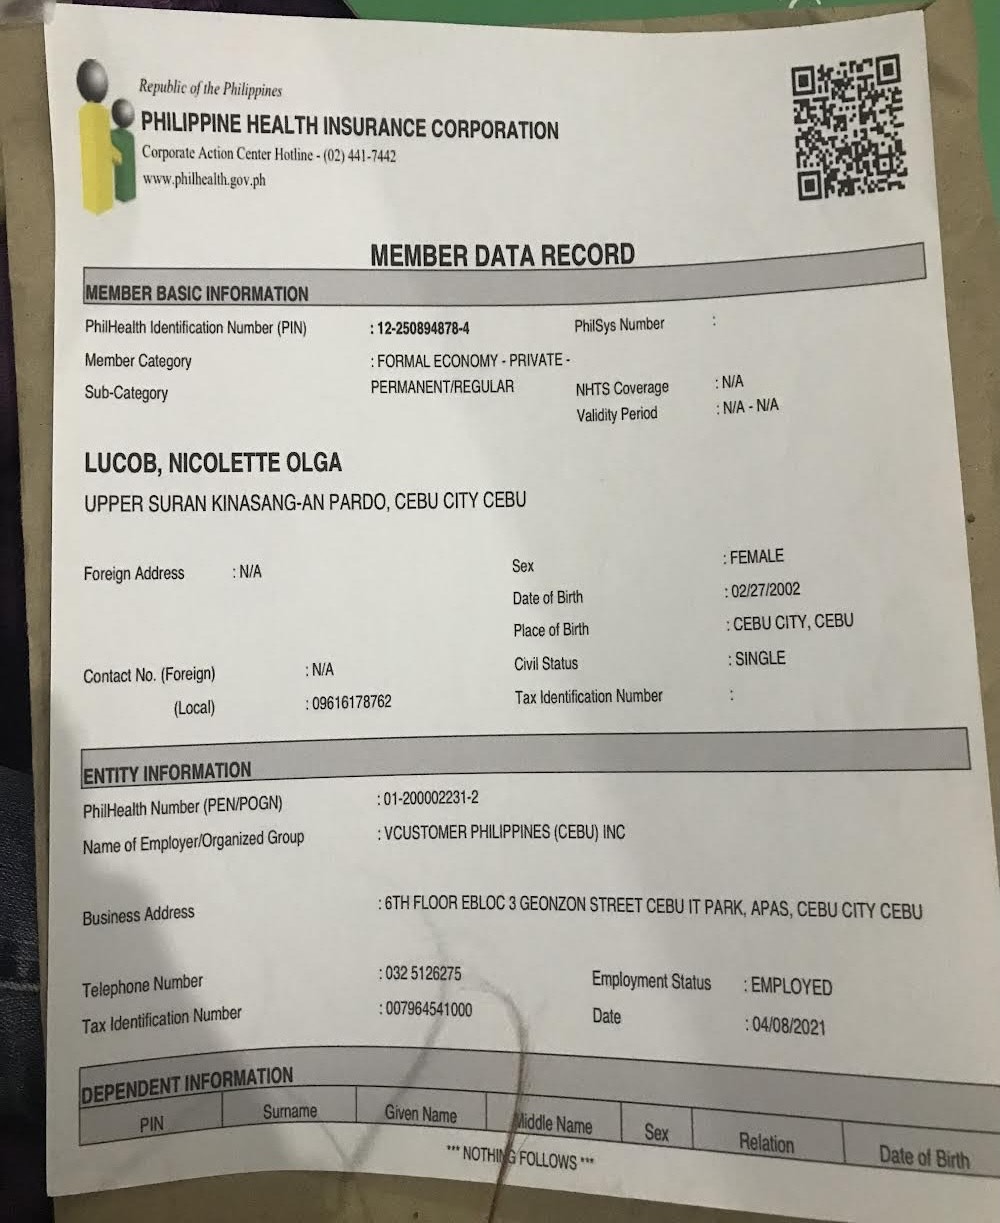 Republic of the Philippines
PHILIPPINE HEALTH INSURANCE CORPORATION
Corporate Action Center Hotline - (02) 441-7442
www.philhealth.gov.ph
MEMBER DATA RECORD
MEMBER BASIC INFORMATION
PhilHealth Identification Number (PIN) : 12-250894878-4 PhilSys Number :
Member Category : FORMAL ECONOMY - PRIVATE -
Sub-Category PERMANENT/REGULAR NHTS Coverage : N/A
Validity Period : N/A - N/A
LUCOB, NICOLETTE OLGA
UPPER SURAN KINASANG-AN PARDO, CEBU CITY CEBU
Foreign Address : N/A Sex : FEMALE
Date of Birth : 02/27/2002
Place of Birth : CEBU CITY, CEBU
Contact No. (Foreign) : N/A Civil Status : SINGLE
(Local) : 09616178762 Tax Identification Number :
ENTITY INFORMATION
PhilHealth Number (PEN/POGN) : 01-200002231-2
Name of Employer/Organized Group : VCUSTOMER PHILIPPINES (CEBU) INC
Business Address : 6TH FLOOR EBLOC 3 GEONZON STREET CEBU IT PARK, APAS, CEBU CITY CEBU
Telephone Number : 032 5126275 Employment Status : EMPLOYED
Tax Identification Number : 007964541000 Date : 04/08/2021
DEPENDENT INFORMATION
PIN Surname Given Name Middle Name Sex Relation Date of Birth
*** NOTHING FOLLOWS ***